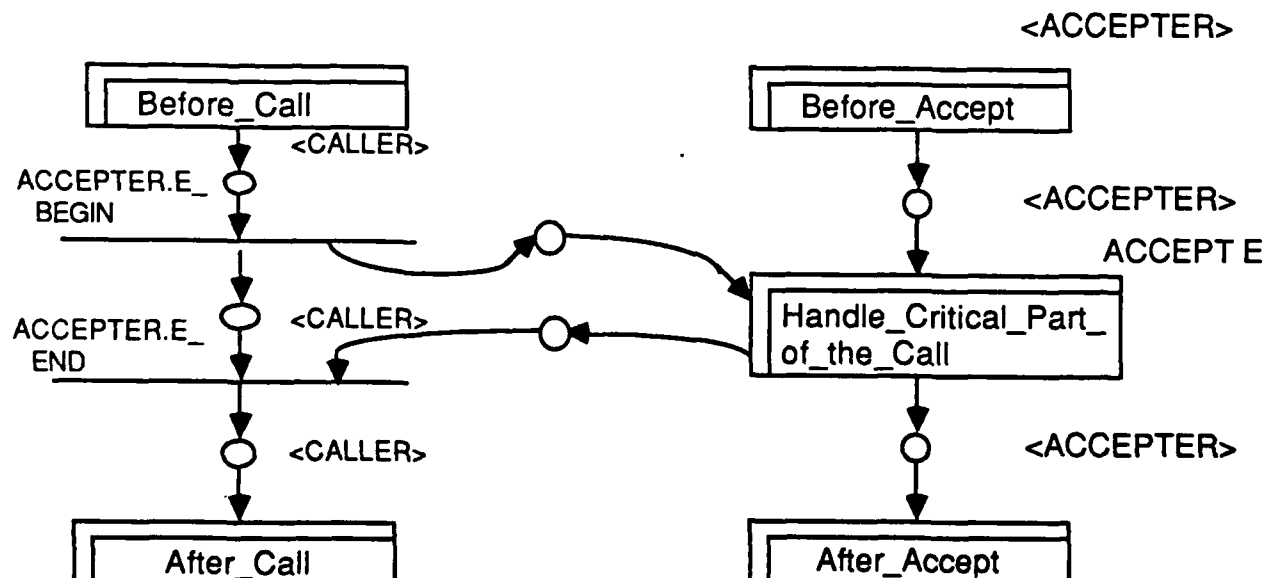 <ACCEPTER>
Before_Call
Before_Accept
<CALLER>
ACCEPTER.E_
BEGIN
<ACCEPTER>
ACCEPT E
Handle_Critical_Part_
of_the_Call
<CALLER>
ACCEPTER.E_
END
<CALLER>
<ACCEPTER>
After_Call
After_Accept